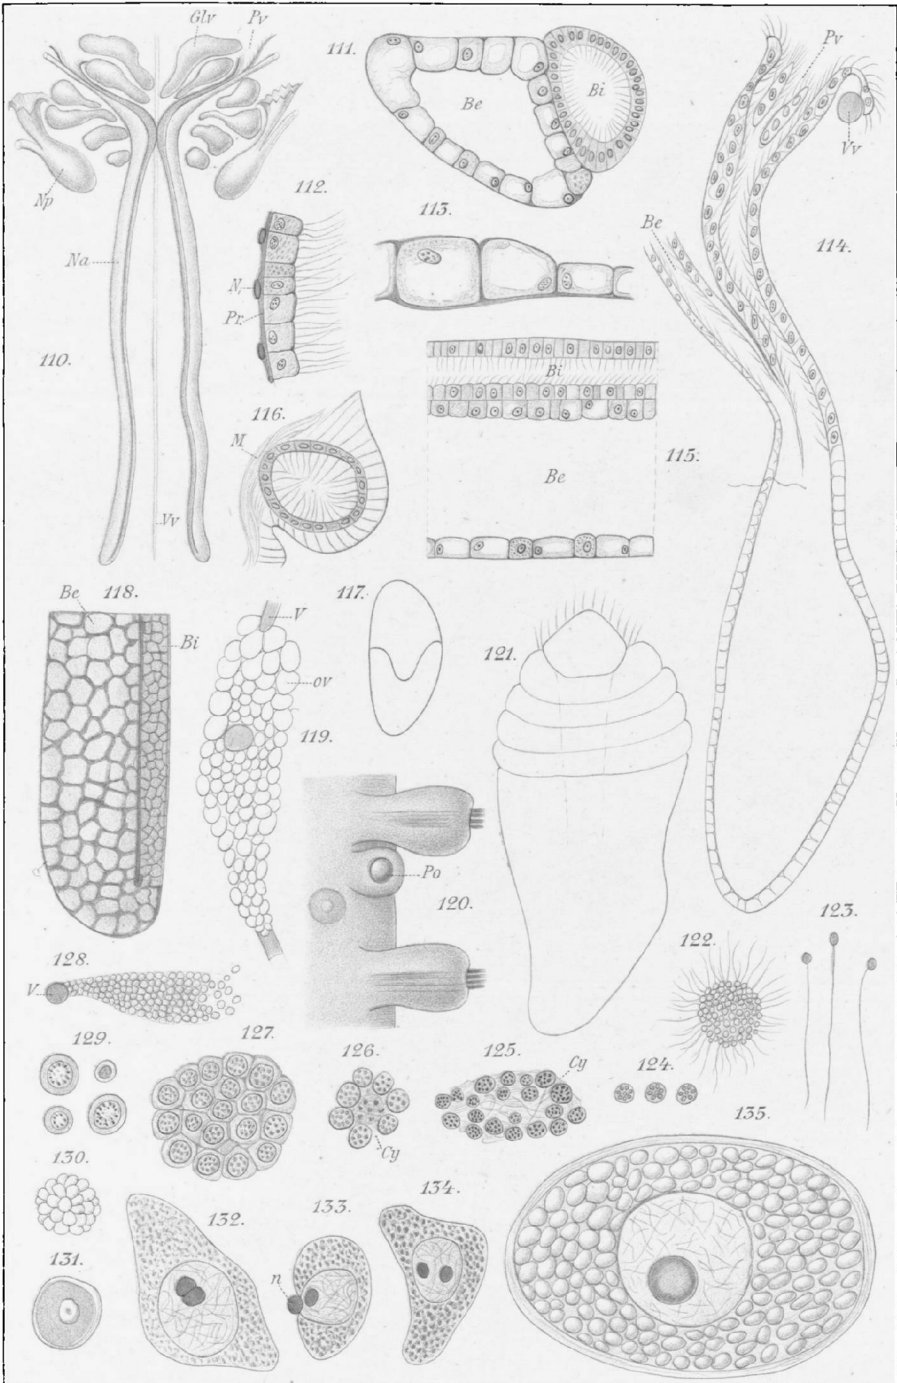 Glv Pv
111.
Be
Bi
Pv
Vv
Np
112.
113.
Be
114.
Na
N,
Pr.
110.
Bi
116.
M
115.
Be
Vv
Be 118.
Bi
V
117.
121.
ov
119.
Po
120.
123.
122.
128.
V.
129.
127.
126.
125.
Cy
124.
Cy
135.
130.
132.
133.
134.
131.
n